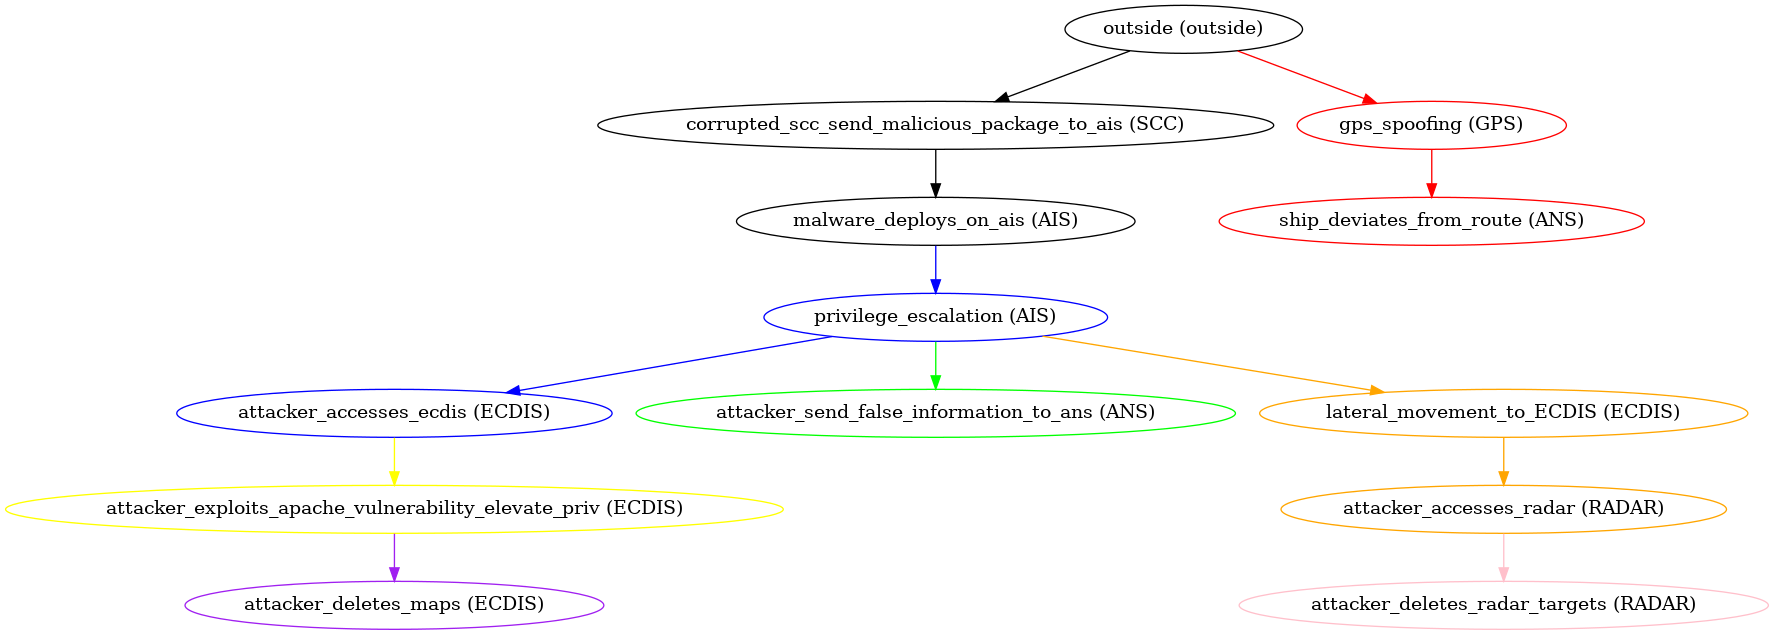 outside (outside)
corrupted_scc_send_malicious_package_to_ais (SCC)
gps_spoofing (GPS)
malware_deploys_on_ais (AIS)
ship_deviates_from_route (ANS)
privilege_escalation (AIS)
attacker_accesses_ecdis (ECDIS)
attacker_send_false_information_to_ans (ANS)
lateral_movement_to_ECDIS (ECDIS)
attacker_exploits_apache_vulnerability_elevate_priv (ECDIS)
attacker_accesses_radar (RADAR)
attacker_deletes_maps (ECDIS)
attacker_deletes_radar_targets (RADAR)